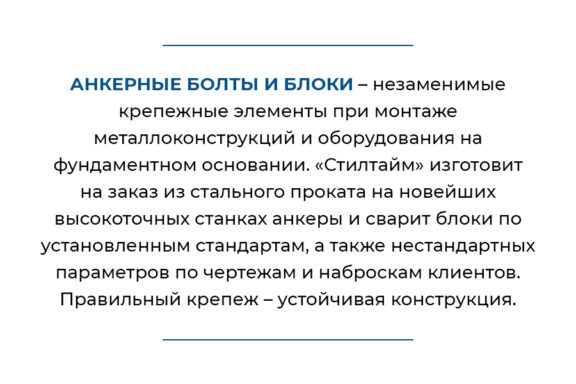 АНКЕРНЫЕ БОЛТЫ И БЛОКИ – незаменимые
крепежные элементы при монтаже
металлоконструкций и оборудования на
фундаментном основании. «Стилтайм» изготовит
на заказ из стального проката на новейших
высокоточных станках анкеры и сварит блоки по
установленным стандартам, а также нестандартных
параметров по чертежам и наброскам клиентов.
Правильный крепеж – устойчивая конструкция.